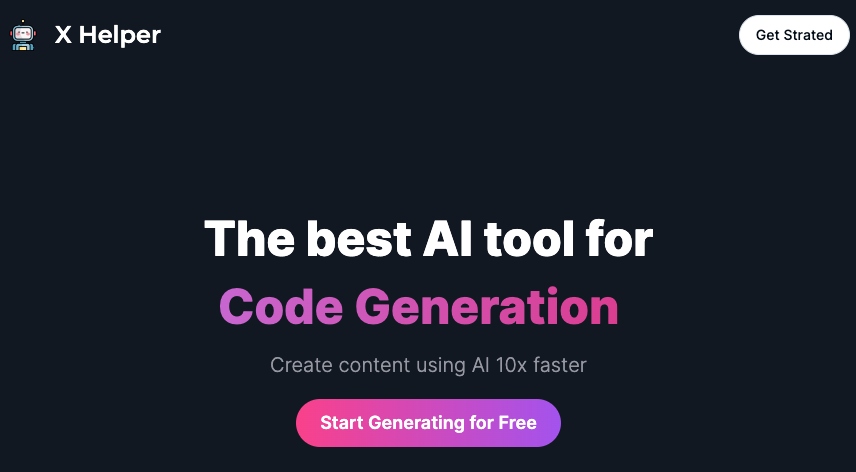 X Helper
Get Strated
The best AI tool for
Code Generation
Create content using AI 10x faster
Start Generating for Free